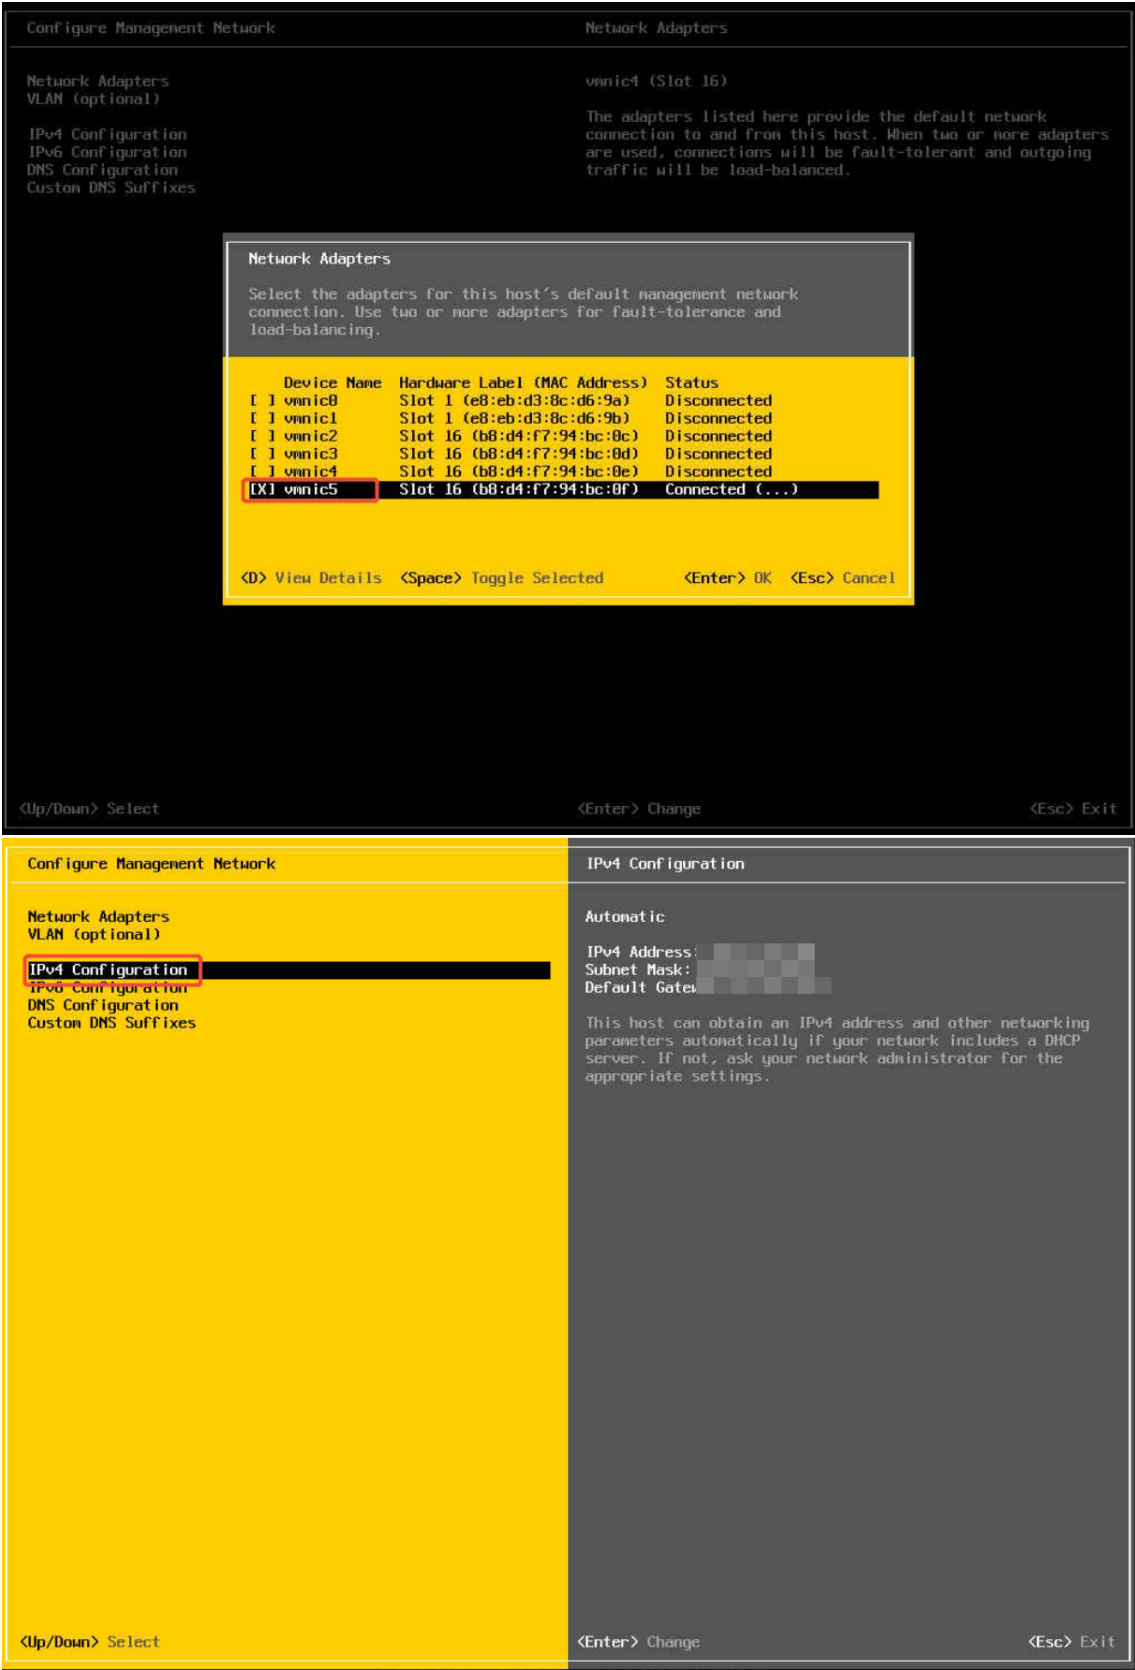 Configure Management Network
Network Adapters
Network Adapters
VLAN (optional)
IPv4 Configuration
IPv6 Configuration
DNS Configuration
Custom DNS Suffixes
vmnic4 (Slot 16)
The adapters listed here provide the default network
connection to and from this host. When two or more adapters
are used, connections will be fault-tolerant and outgoing
traffic will be load-balanced.
Network Adapters
Select the adapters for this host's default management network
connection. Use two or more adapters for fault-tolerance and
load-balancing.
Device Name Hardware Label (MAC Address) Status
[ ] vmnic0 Slot 1 (e8:eb:d3:8c:d6:9a) Disconnected
[ ] vmnic1 Slot 1 (e8:eb:d3:8c:d6:9b) Disconnected
[ ] vmnic2 Slot 16 (b8:d4:f7:94:bc:0c) Disconnected
[ ] vmnic3 Slot 16 (b8:d4:f7:94:bc:0d) Disconnected
[ ] vmnic4 Slot 16 (b8:d4:f7:94:bc:0e) Disconnected
[X] vmnic5 Slot 16 (b8:d4:f7:94:bc:0f) Connected (...)
<D> View Details <Space> Toggle Selected <Enter> OK <Esc> Cancel
<Up/Down> Select <Enter> Change <Esc> Exit
Configure Management Network
IPv4 Configuration
Network Adapters
VLAN (optional)
IPv4 Configuration
IPv6 Configuration
DNS Configuration
Custom DNS Suffixes
Automatic
IPv4 Address:
Subnet Mask:
Default Gatew
This host can obtain an IPv4 address and other networking
parameters automatically if your network includes a DHCP
server. If not, ask your network administrator for the
appropriate settings.
<Up/Down> Select <Enter> Change <Esc> Exit